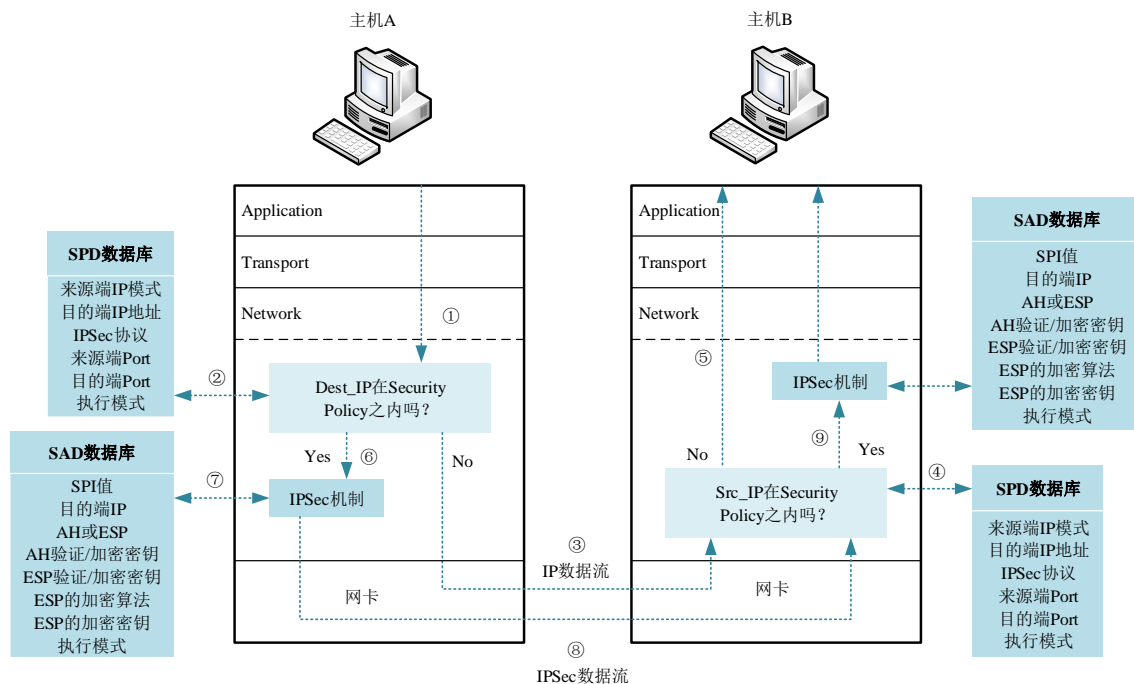 主机A
主机B
Application
Transport
Network
①
SPD数据库
来源端IP模式
目的端IP地址
IPSec协议
来源端Port
目的端Port
执行模式
②
Dest_IP在Security
Policy之内吗?
Yes
⑥
No
SAD数据库
SPI值
目的端IP
AH或ESP
AH验证/加密密钥
ESP验证/加密密钥
ESP的加密算法
ESP的加密密钥
执行模式
⑦
IPSec机制
网卡
③
IP数据流
⑧
IPSec数据流
Application
Transport
Network
⑤
IPSec机制
⑨
No
Yes
Src_IP在Security
Policy之内吗?
网卡
SAD数据库
SPI值
目的端IP
AH或ESP
AH验证/加密密钥
ESP验证/加密密钥
ESP的加密算法
ESP的加密密钥
执行模式
④
SPD数据库
来源端IP模式
目的端IP地址
IPSec协议
来源端Port
目的端Port
执行模式